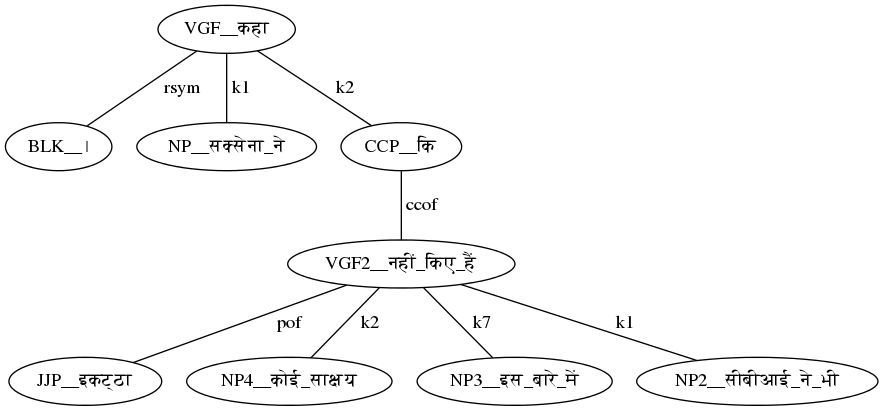 VGF__कहा
rsym k1 k2
BLK__। NP__सक्सेना_ने CCP__कि
ccof
VGF2__नहीं_किए_हैं
pof k2 k7 k1
JJP__इकट्ठा NP4__कोई_साक्षय NP3__इस_बारे_में NP2__सीबीआई_ने_भी